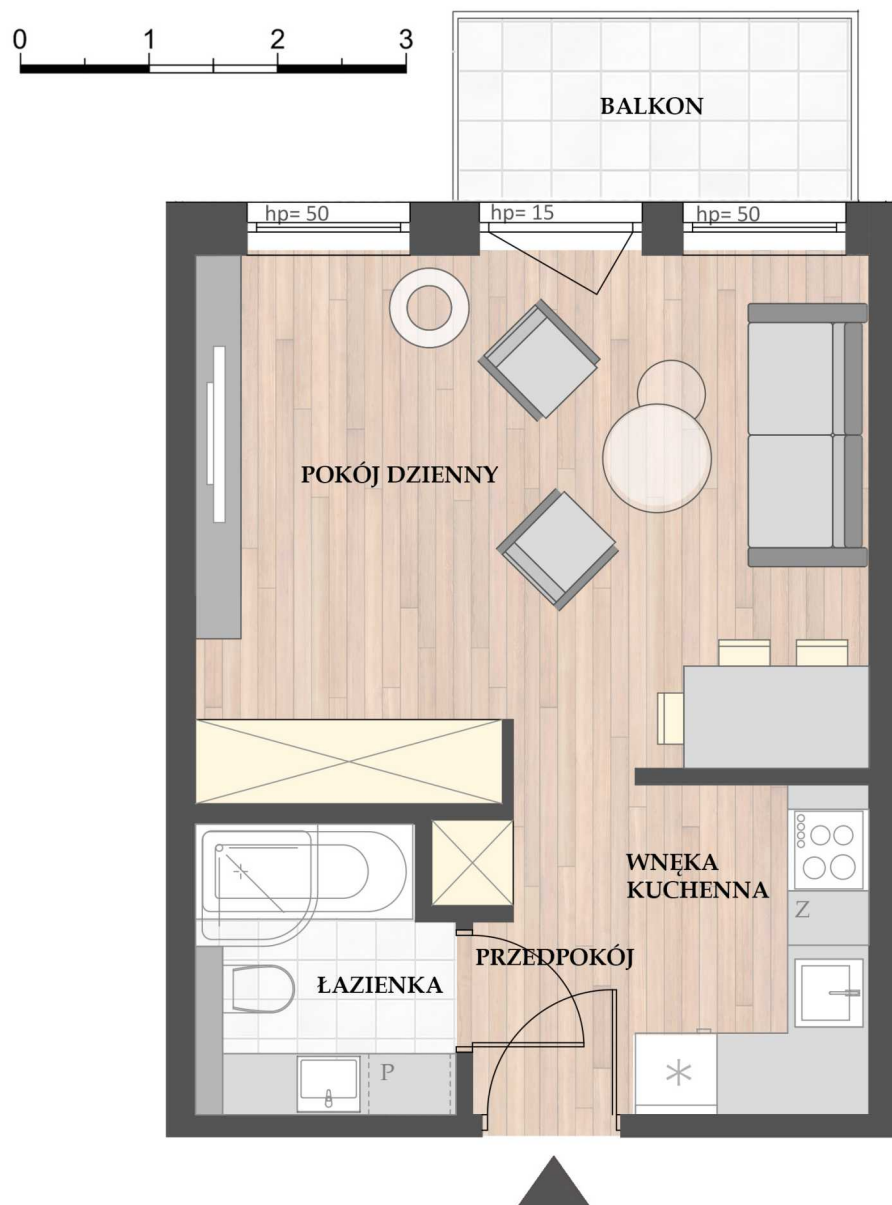 0 1 2 3
BALKON
hp= 50
hp= 15
hp= 50
POKÓJ DZIENNY
WNĘKA
KUCHENNA
Z
PRZEDPOKÓJ
ŁAZIENKA
P